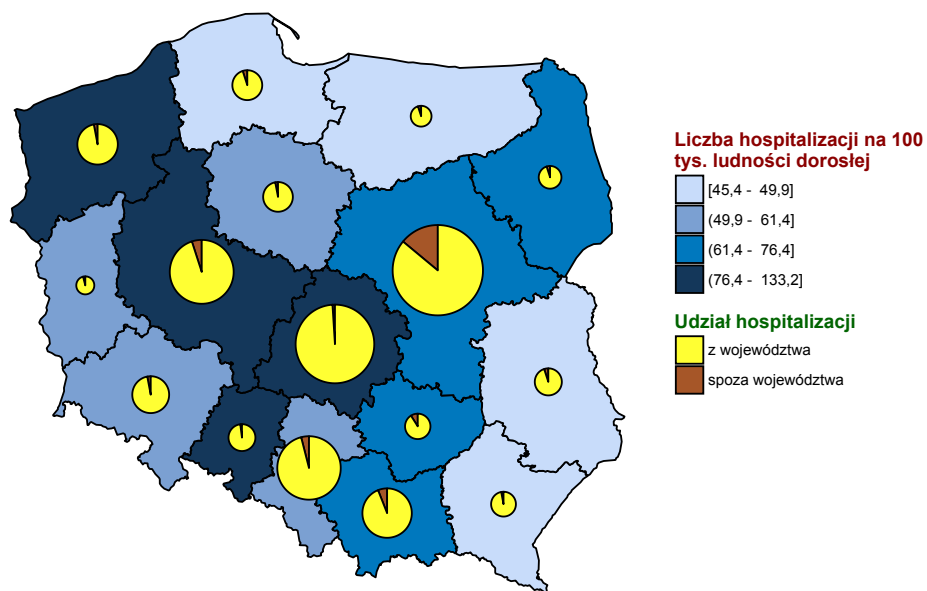 Liczba hospitalizacji na 100
tys. ludności dorosłej
[45,4 - 49,9]
(49,9 - 61,4]
(61,4 - 76,4]
(76,4 - 133,2]
Udział hospitalizacji
z województwa
spoza województwa